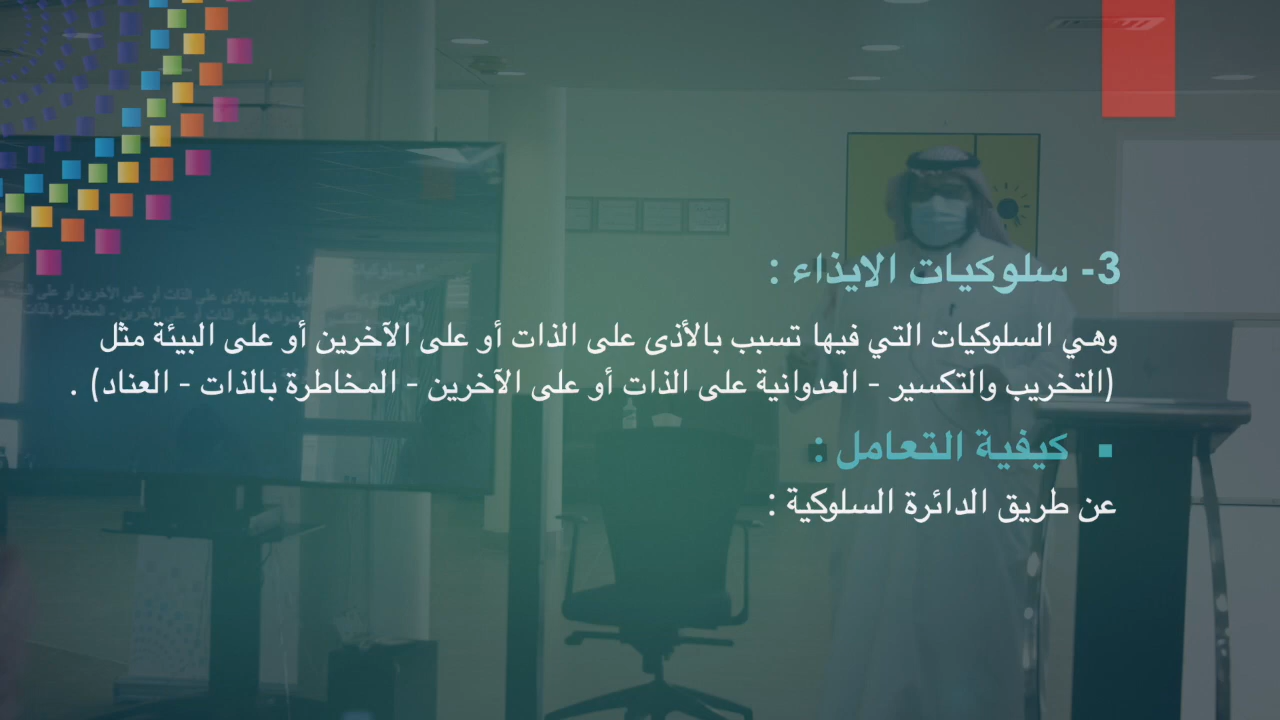 3- سلوكيات الايذاء :
وهي السلوكيات التي فيها تسبب بالأذى على الذات أو على الآخرين أو على البيئة مثل
(التخريب والتكسير - العدوانية على الذات أو على الآخرين - المخاطرة بالذات - العناد) .
▪ كيفية التعامل :
عن طريق الدائرة السلوكية :